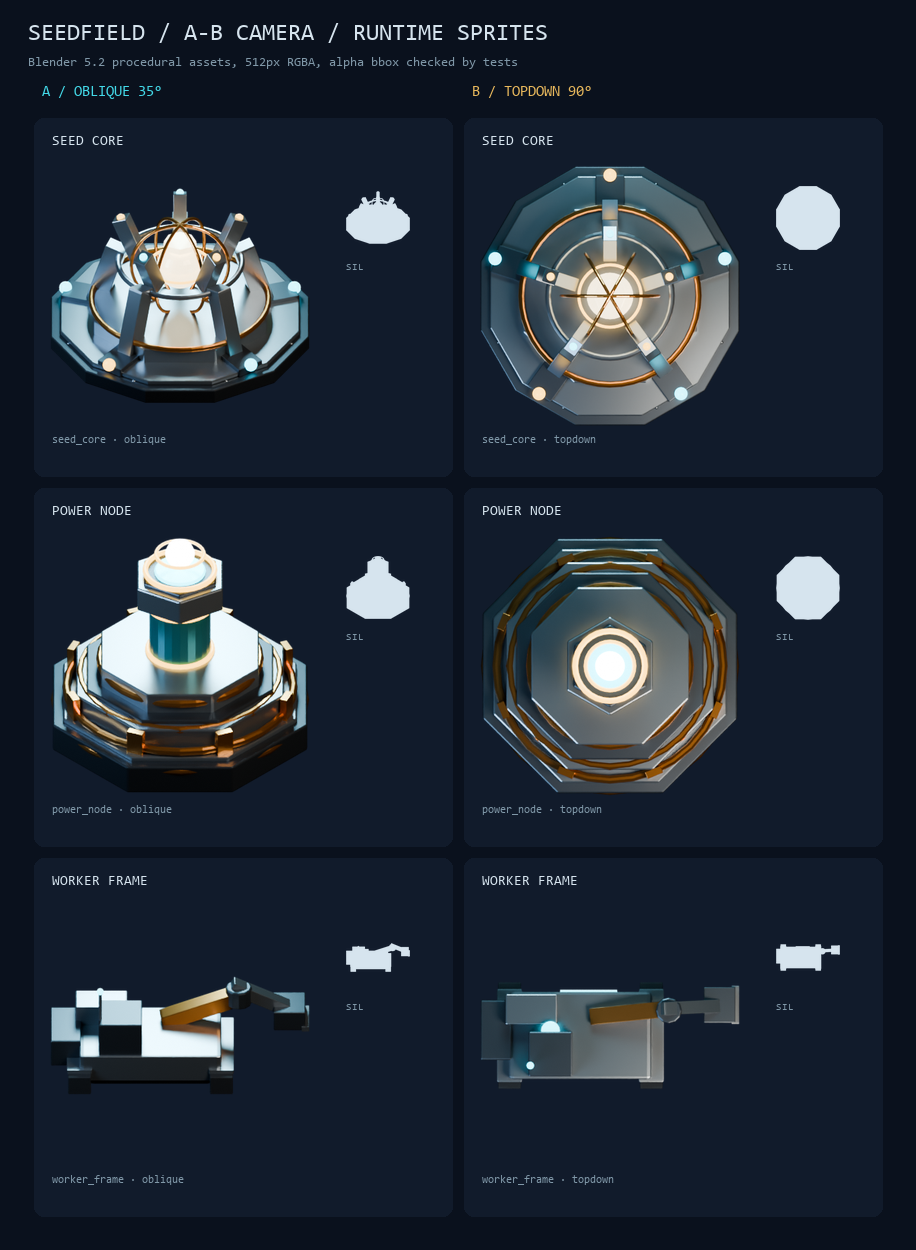 SEEDFIELD / A-B CAMERA / RUNTIME SPRITES
Blender 5.2 procedural assets, 512px RGBA, alpha bbox checked by tests
A / OBLIQUE 35°
B / TOPDOWN 90°
SEED CORE
SIL
seed_core · oblique
SEED CORE
SIL
seed_core · topdown
POWER NODE
SIL
power_node · oblique
POWER NODE
SIL
power_node · topdown
WORKER FRAME
SIL
worker_frame · oblique
WORKER FRAME
SIL
worker_frame · topdown